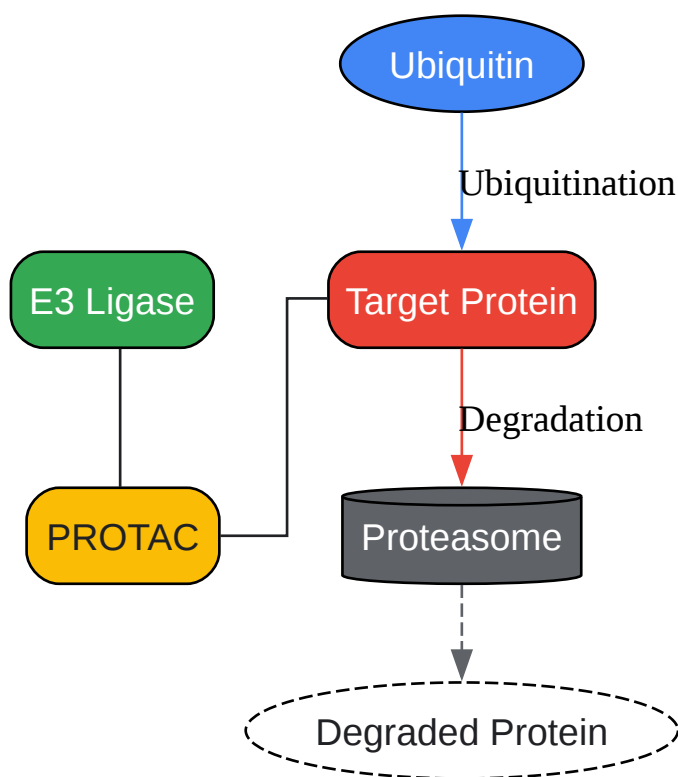 Ubiquitin
Ubiquitination
E3 Ligase
Target Protein
Degradation
PROTAC
Proteasome
Degraded Protein